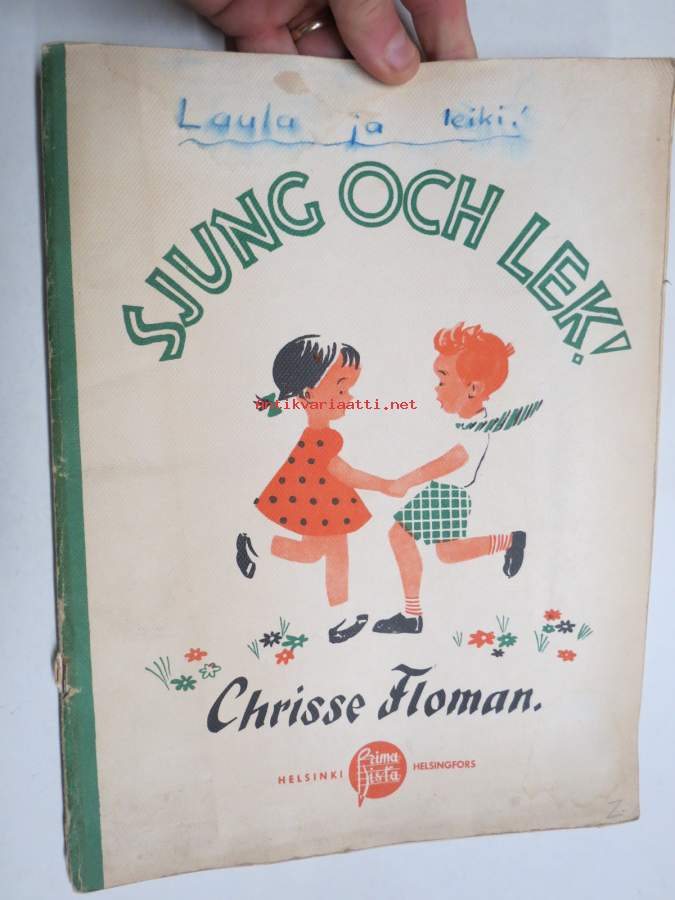 Laula ja leiki!
SJUNG OCH LEK!
antikvariaatti.net
Chrisse Floman.
HELSINKI Prima Vista HELSINGFORS
Z.